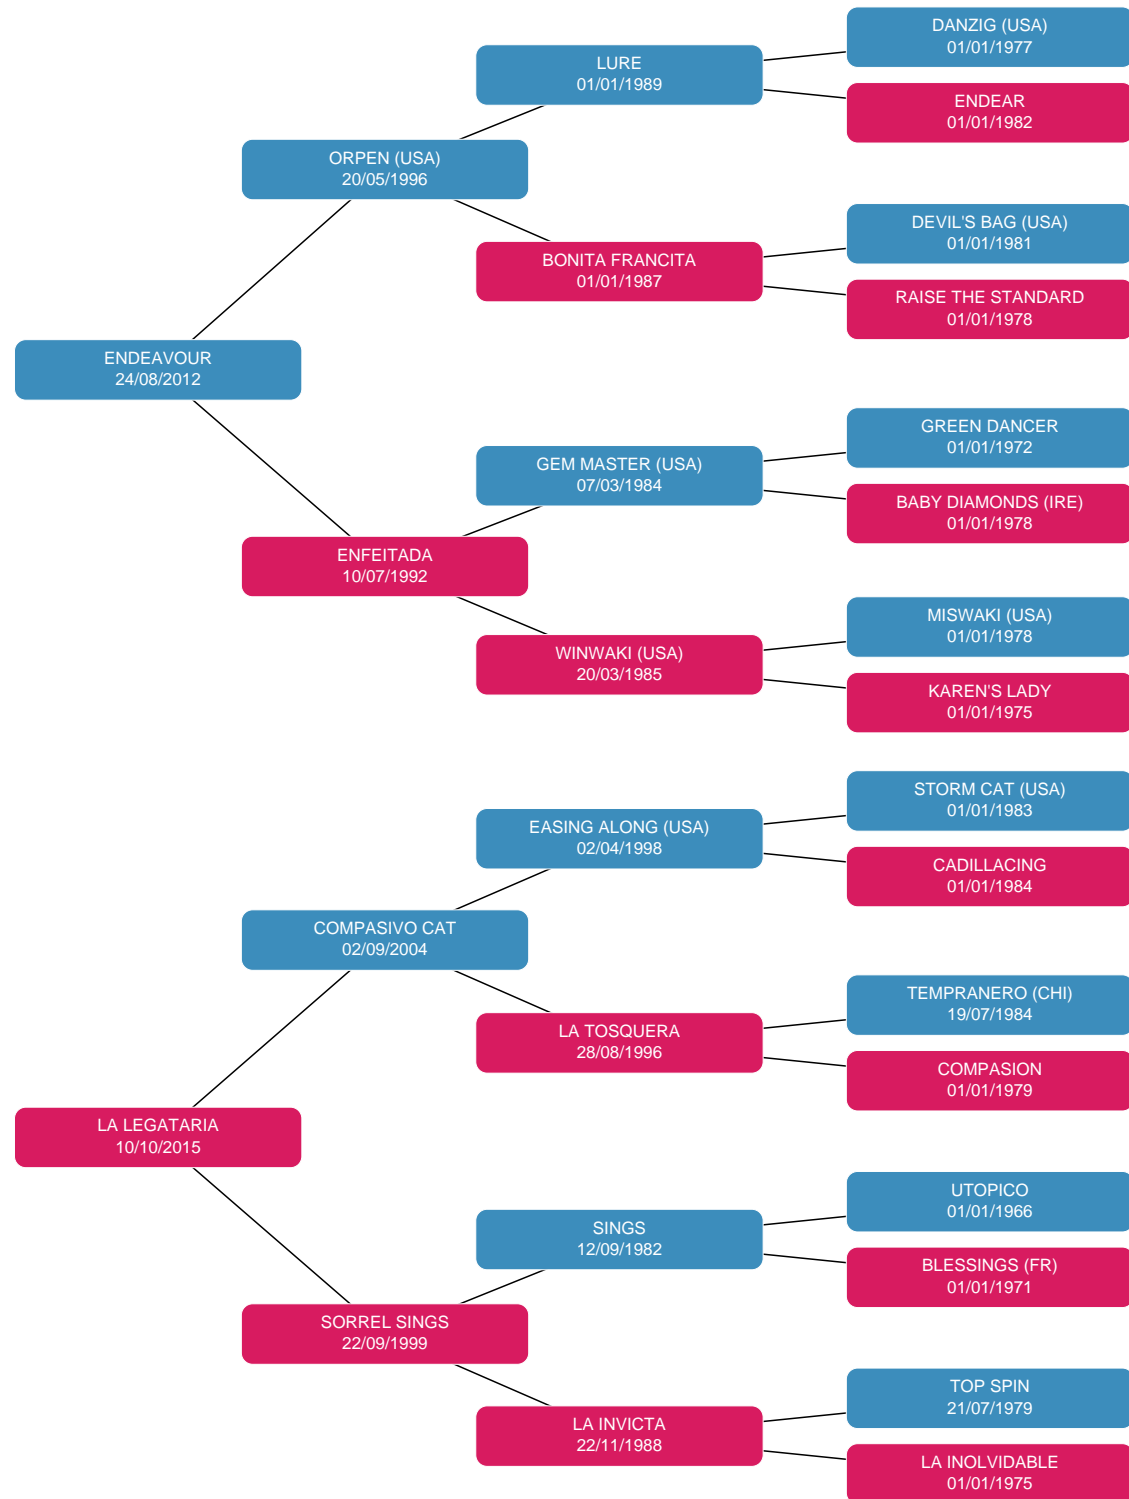 DANZIG (USA)
01/01/1977
LURE
01/01/1989
ENDEAR
01/01/1982
ORPEN (USA)
20/05/1996
DEVIL'S BAG (USA)
01/01/1981
BONITA FRANCITA
01/01/1987
RAISE THE STANDARD
01/01/1978
ENDEAVOUR
24/08/2012
GREEN DANCER
01/01/1972
GEM MASTER (USA)
07/03/1984
BABY DIAMONDS (IRE)
01/01/1978
ENFEITADA
10/07/1992
MISWAKI (USA)
01/01/1978
WINWAKI (USA)
20/03/1985
KAREN'S LADY
01/01/1975
STORM CAT (USA)
01/01/1983
EASING ALONG (USA)
02/04/1998
CADILLACING
01/01/1984
COMPASIVO CAT
02/09/2004
TEMPRANERO (CHI)
19/07/1984
LA TOSQUERA
28/08/1996
COMPASION
01/01/1979
LA LEGATARIA
10/10/2015
UTOPICO
01/01/1966
SINGS
12/09/1982
BLESSINGS (FR)
01/01/1971
SORREL SINGS
22/09/1999
TOP SPIN
21/07/1979
LA INVICTA
22/11/1988
LA INOLVIDABLE
01/01/1975